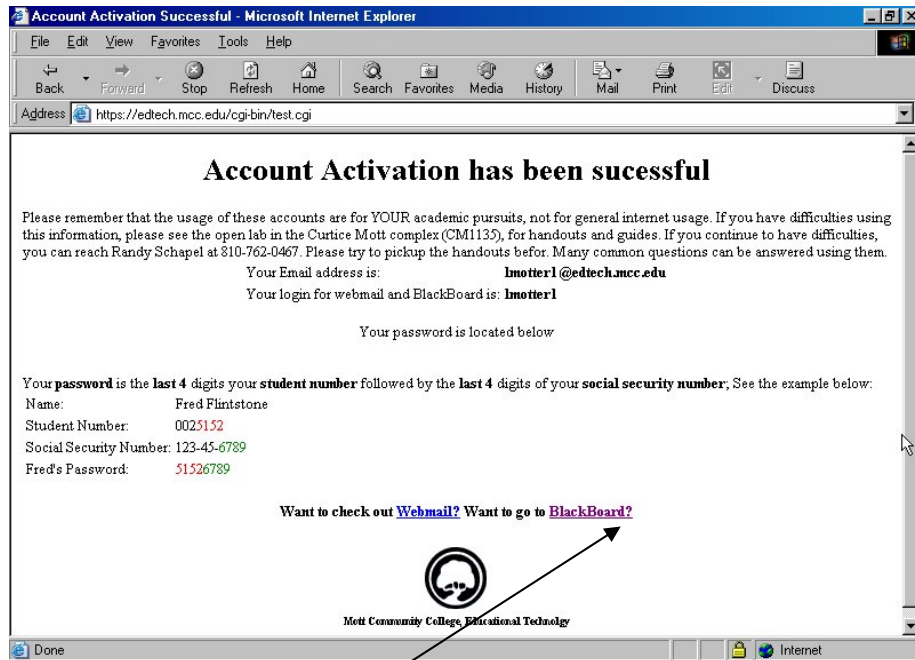 Account Activation Successful - Microsoft Internet Explorer
File Edit View Favorites Tools Help
Back Forward Stop Refresh Home Search Favorites Media History Mail Print Edit Discuss
Address https://edtech.mcc.edu/cgi-bin/test.cgi
Account Activation has been sucessful
Please remember that the usage of these accounts are for YOUR academic pursuits, not for general internet usage. If you have difficulties using
this information, please see the open lab in the Curtice Mott complex (CM1135), for handouts and guides. If you continue to have difficulties,
you can reach Randy Schapel at 810-762-0467. Please try to pickup the handouts befor. Many common questions can be answered using them.
Your Email address is: lmotter1@edtech.mcc.edu
Your login for webmail and BlackBoard is: lmotter1
Your password is located below
Your password is the last 4 digits your student number followed by the last 4 digits of your social security number; See the example below:
Name: Fred Flintstone
Student Number: 0025152
Social Security Number: 123-45-6789
Fred's Password: 51526789
Want to check out Webmail? Want to go to BlackBoard?
Mott Community College, Educational Technolgy
Done Internet